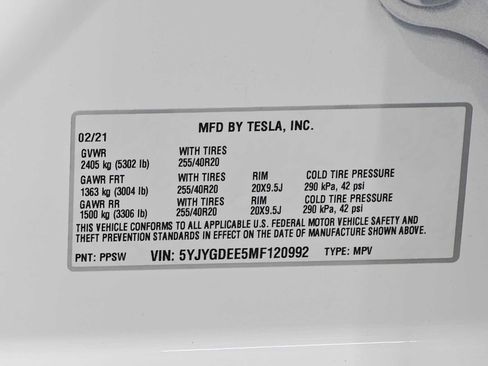 MFD BY TESLA, INC.
02/21
GVWR WITH TIRES
2405 kg (5302 lb) 255/40R20
GAWR FRT WITH TIRES RIM COLD TIRE PRESSURE
1363 kg (3004 lb) 255/40R20 20X9.5J 290 kPa, 42 psi
GAWR RR WITH TIRES RIM COLD TIRE PRESSURE
1500 kg (3306 lb) 255/40R20 20X9.5J 290 kPa, 42 psi
THIS VEHICLE CONFORMS TO ALL APPLICABLE U.S. FEDERAL MOTOR VEHICLE SAFETY AND
THEFT PREVENTION STANDARDS IN EFFECT ON THE DATE OF MANUFACTURE SHOWN ABOVE.
PNT: PPSW VIN: 5YJYGDEE5MF120992 TYPE: MPV